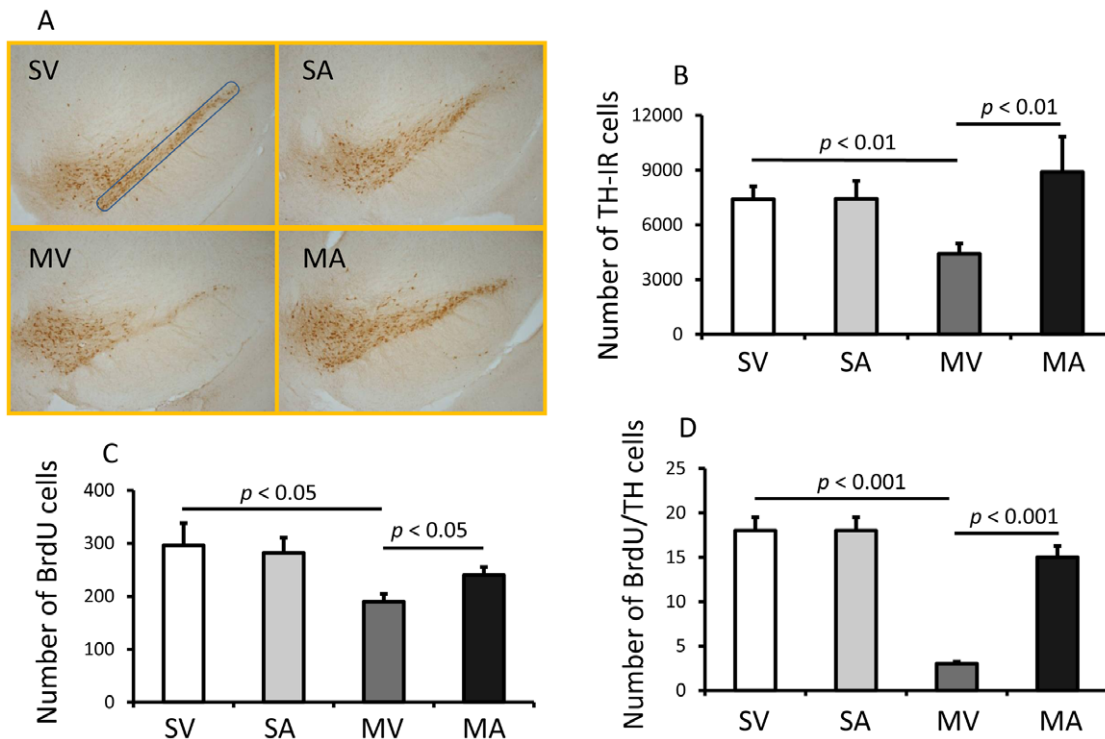 A
SV
SA
MV
MA
B
Number of TH-IR cells
12000
9000
6000
3000
0
p < 0.01
p < 0.01
SV SA MV MA
C
Number of BrdU cells
400
300
200
100
0
p < 0.05
p < 0.05
SV SA MV MA
D
Number of BrdU/TH cells
25
20
15
10
5
0
p < 0.001
p < 0.001
SV SA MV MA